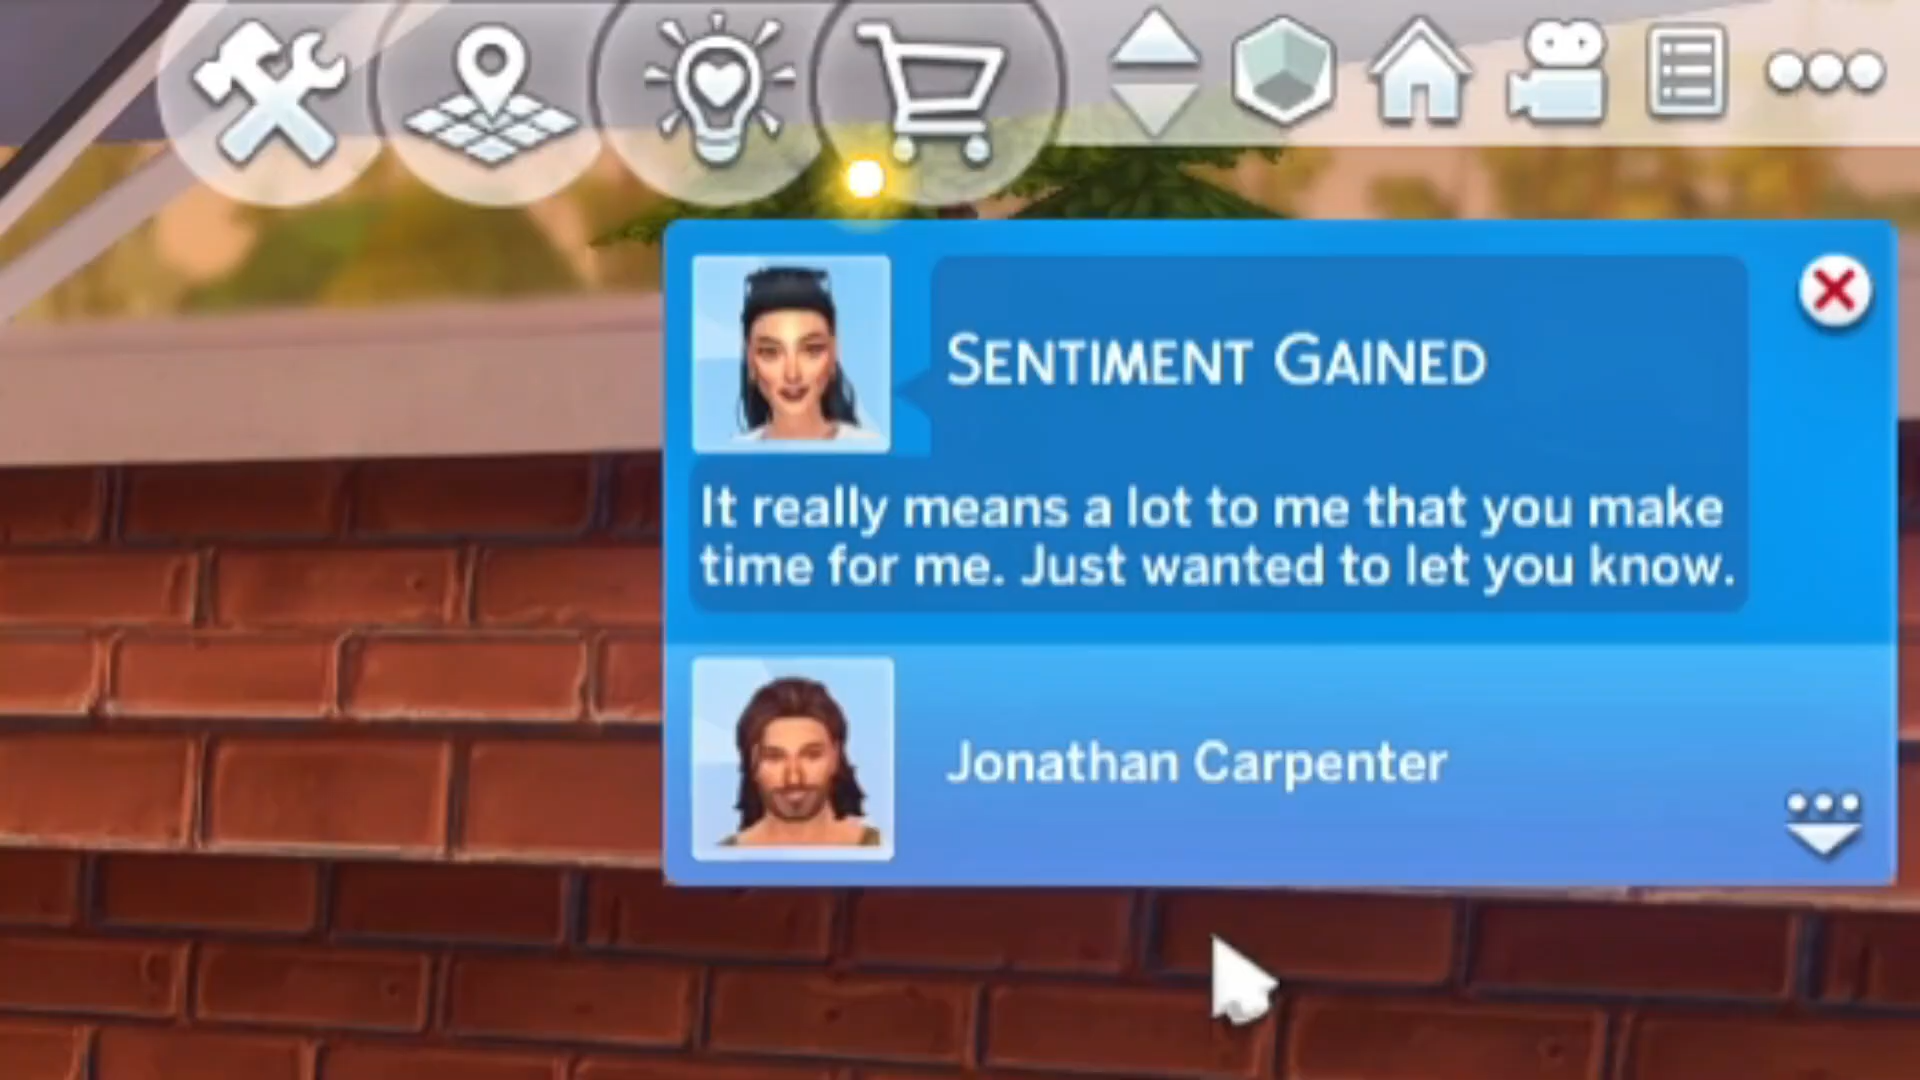 SENTIMENT GAINED
It really means a lot to me that you make
time for me. Just wanted to let you know.
Jonathan Carpenter